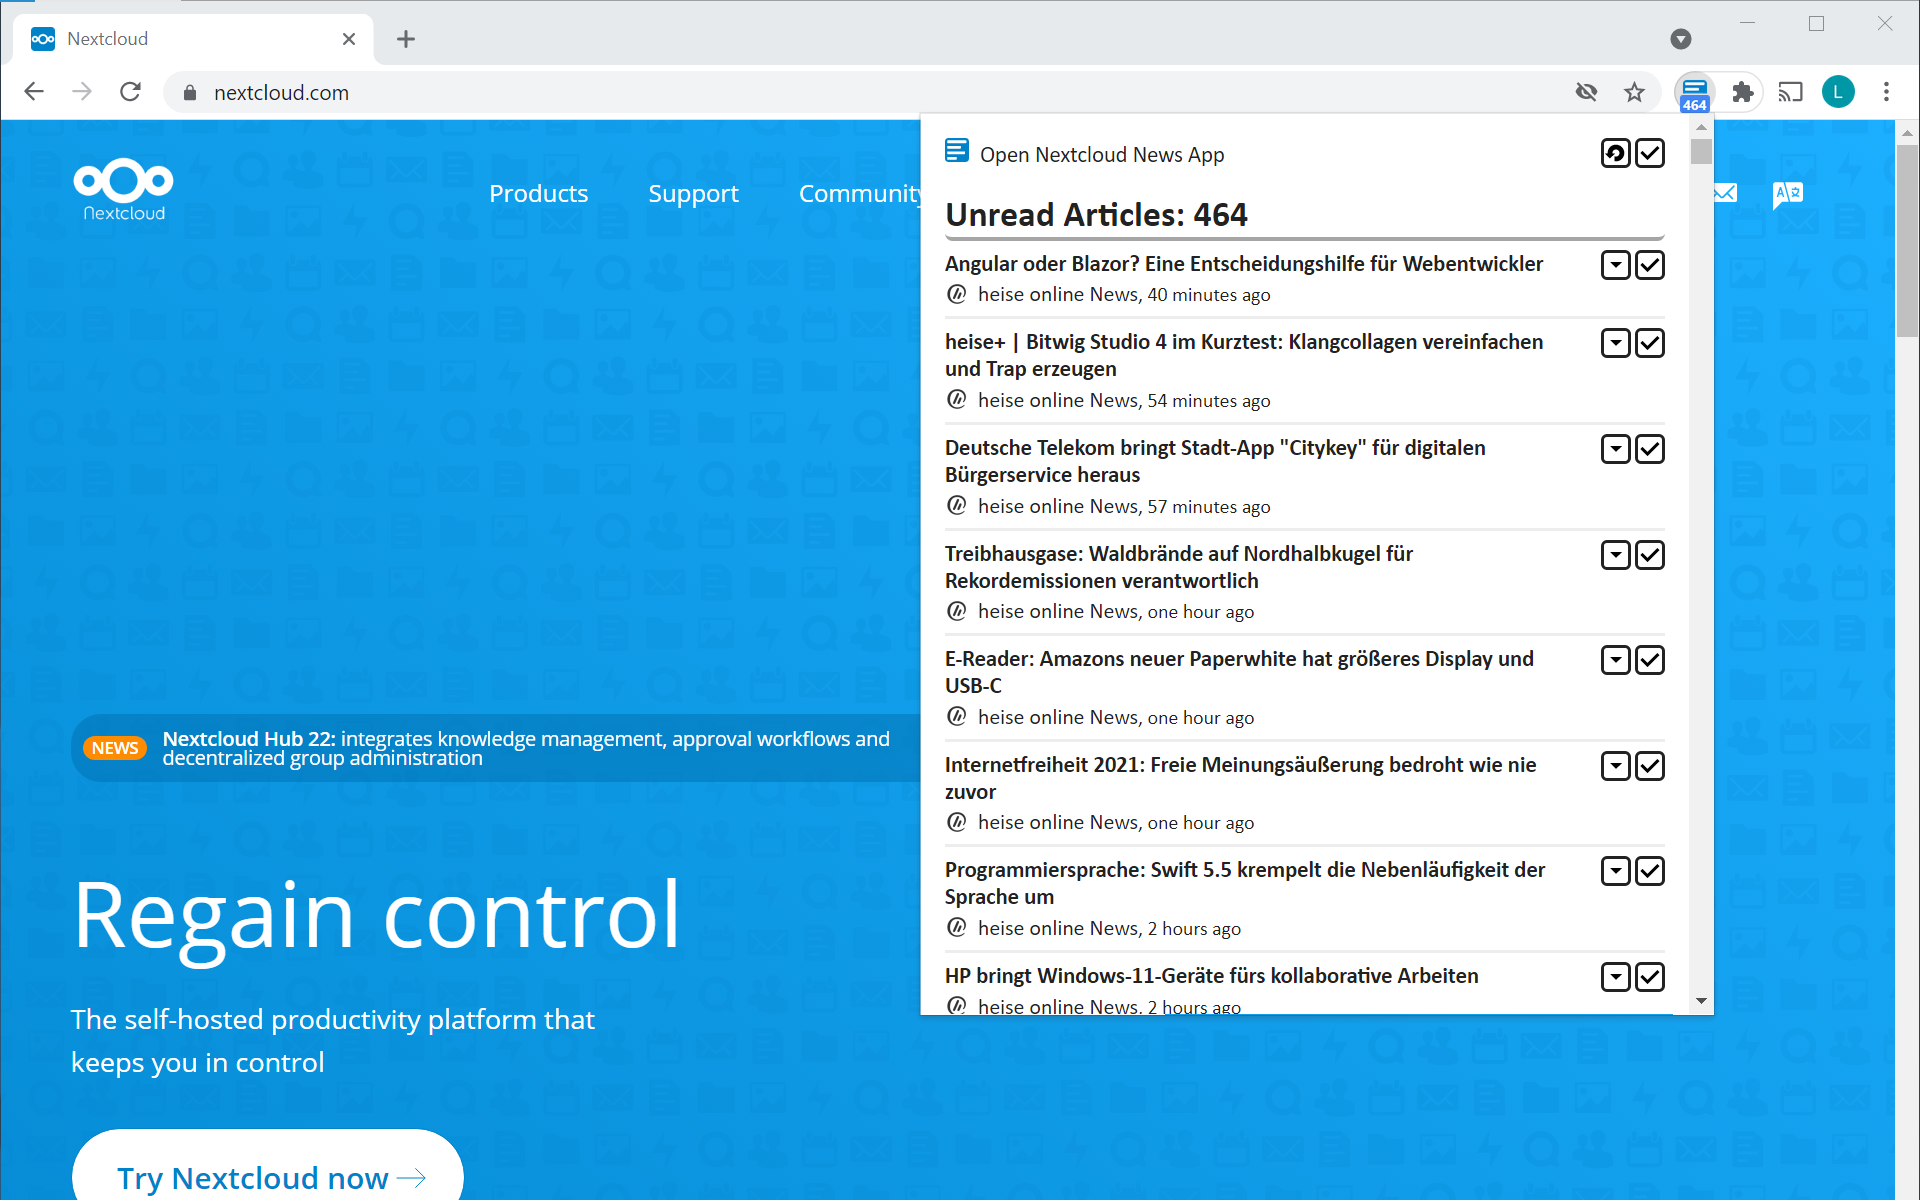 Nextcloud
nextcloud.com
464
L
Nextcloud
Products
Support
Community
Open Nextcloud News App
Unread Articles: 464
Angular oder Blazor? Eine Entscheidungshilfe für Webentwickler
heise online News, 40 minutes ago
heise+ | Bitwig Studio 4 im Kurztest: Klangcollagen vereinfachen
und Trap erzeugen
heise online News, 54 minutes ago
Deutsche Telekom bringt Stadt-App "Citykey" für digitalen
Bürgerservice heraus
heise online News, 57 minutes ago
Treibhausgase: Waldbrände auf Nordhalbkugel für
Rekordemissionen verantwortlich
heise online News, one hour ago
E-Reader: Amazons neuer Paperwhite hat größeres Display und
USB-C
heise online News, one hour ago
Internetfreiheit 2021: Freie Meinungsäußerung bedroht wie nie
zuvor
heise online News, one hour ago
Programmiersprache: Swift 5.5 krempelt die Nebenläufigkeit der
Sprache um
heise online News, 2 hours ago
HP bringt Windows-11-Geräte fürs kollaborative Arbeiten
heise online News, 2 hours ago
NEWS
Nextcloud Hub 22: integrates knowledge management, approval workflows and
decentralized group administration
Regain control
The self-hosted productivity platform that
keeps you in control
Try Nextcloud now